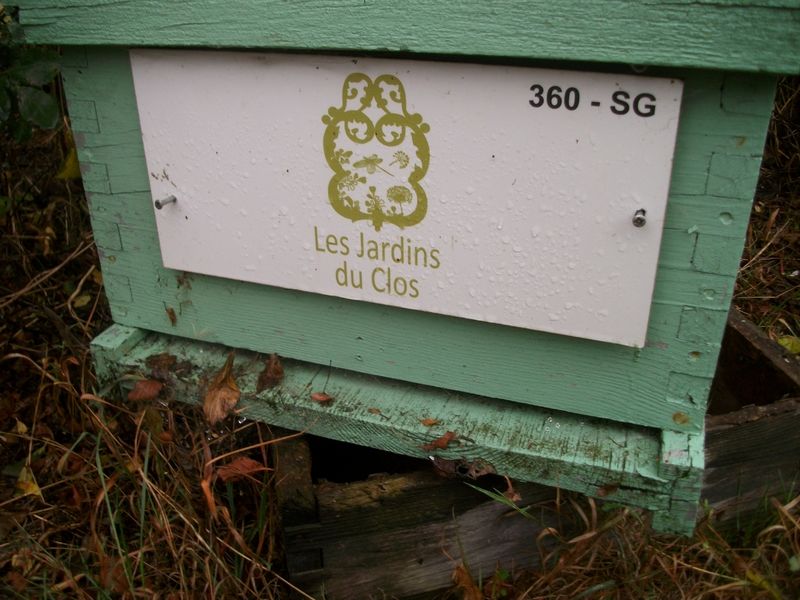 360 - SG
Les Jardins
du Clos